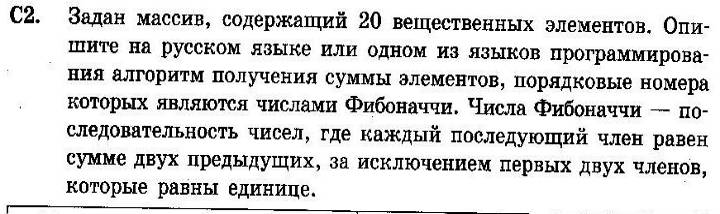 С2. Задан массив, содержащий 20 вещественных элементов. Опи-
шите на русском языке или одном из языков программирова-
ния алгоритм получения суммы элементов, порядковые номера
которых являются числами Фибоначчи. Числа Фибоначчи — по-
следовательность чисел, где каждый последующий член равен
сумме двух предыдущих, за исключением первых двух членов,
которые равны единице.